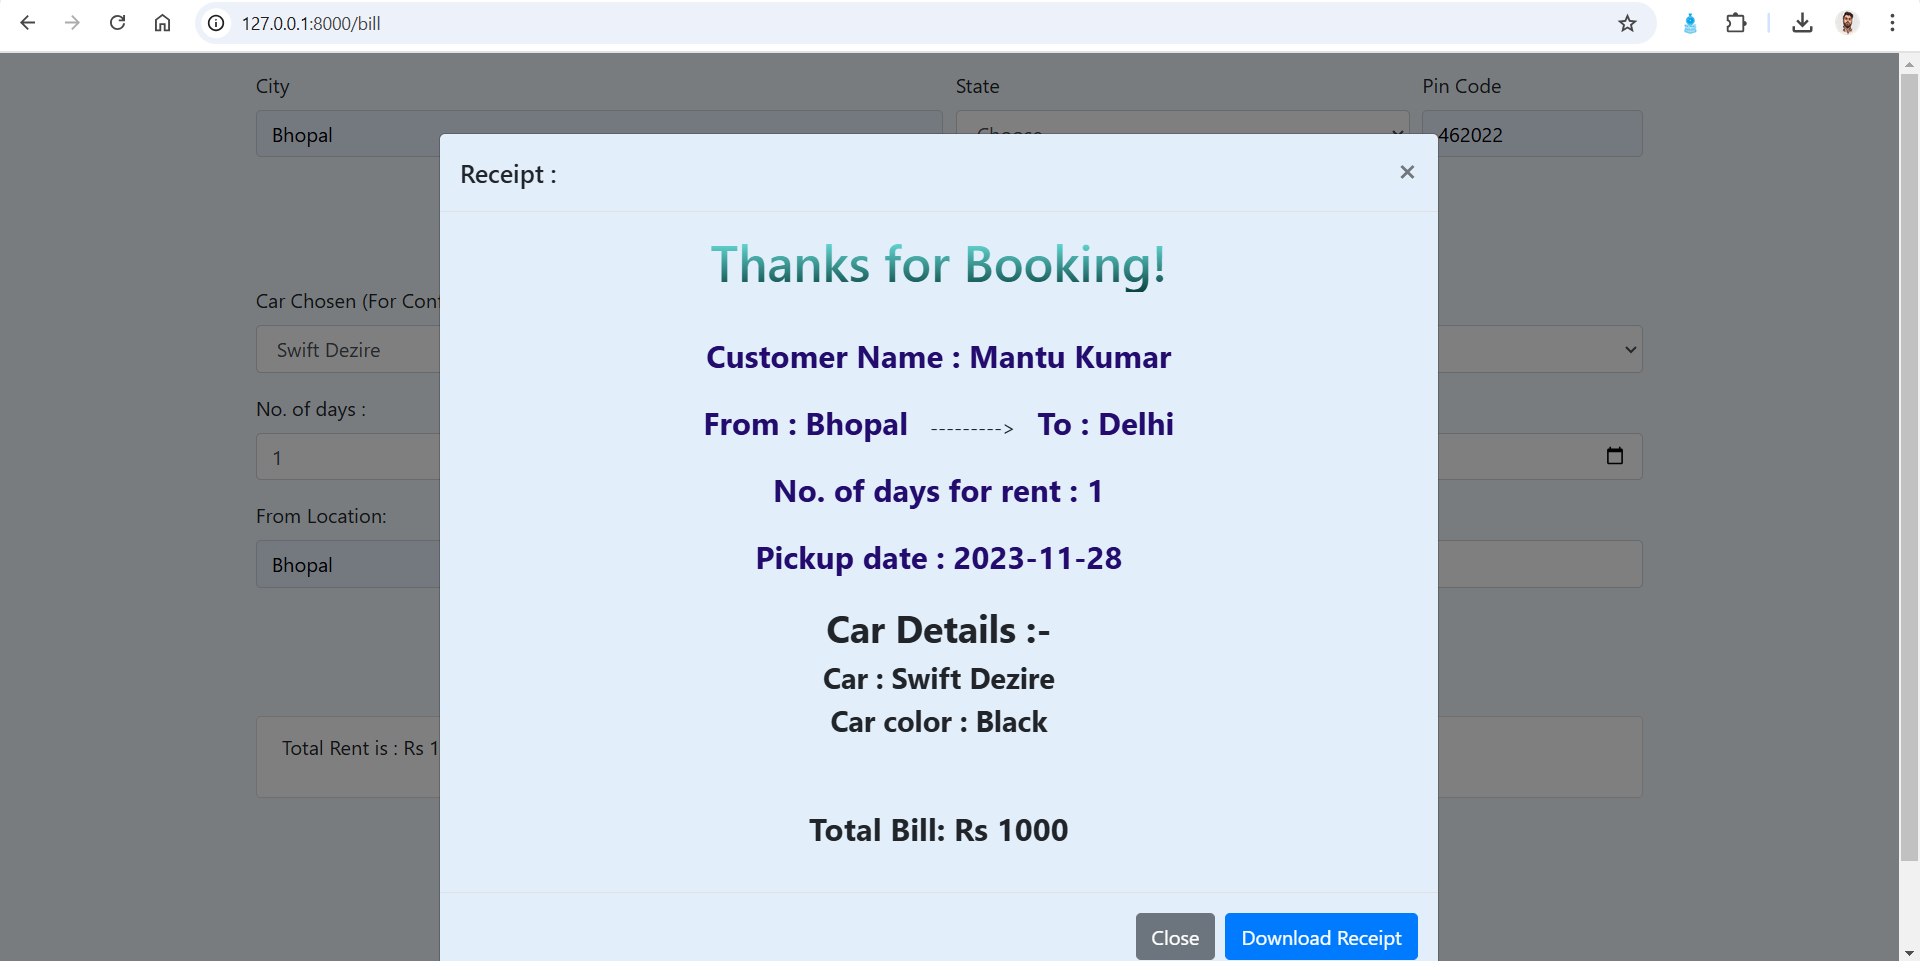 127.0.0.1:8000/bill
City State Pin Code
Bhopal Choose... 462022
Receipt : ×
Thanks for Booking!
Car Chosen (For Con
Customer Name : Mantu Kumar
Swift Dezire
No. of days :
From : Bhopal ---------> To : Delhi
1
No. of days for rent : 1
From Location:
Pickup date : 2023-11-28
Bhopal
Car Details :-
Car : Swift Dezire
Car color : Black
Total Rent is : Rs 1
Total Bill: Rs 1000
Close Download Receipt